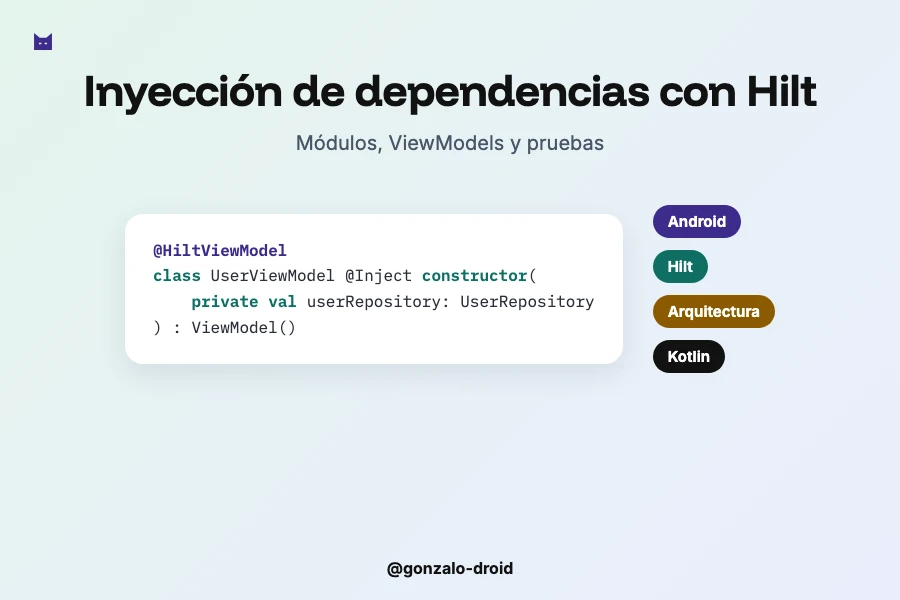 Inyección de dependencias con Hilt
Módulos, ViewModels y pruebas
@HiltViewModel
class UserViewModel @Inject constructor(
    private val userRepository: UserRepository
) : ViewModel()
Android
Hilt
Arquitectura
Kotlin
@gonzalo-droid